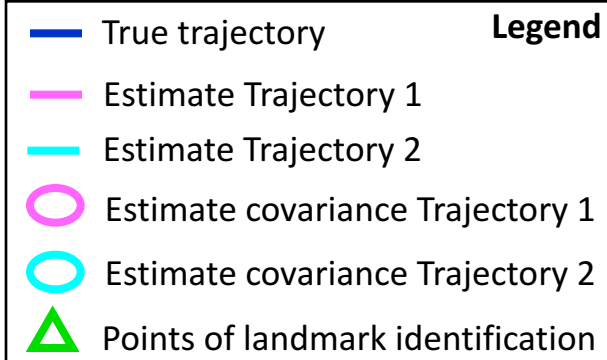 Legend
True trajectory
Estimate Trajectory 1
Estimate Trajectory 2
Estimate covariance Trajectory 1
Estimate covariance Trajectory 2
Points of landmark identification